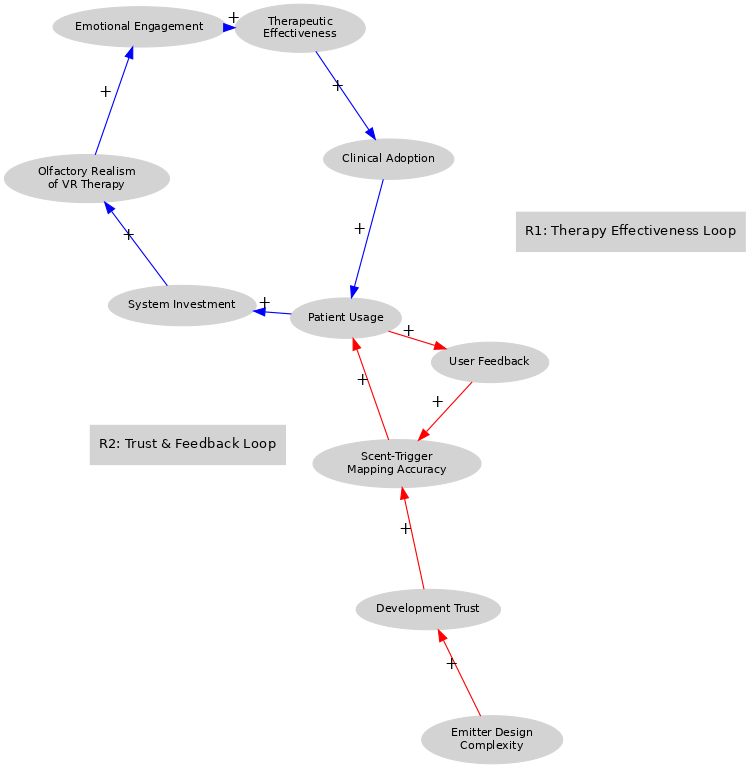 Emotional Engagement
+
Therapeutic
Effectiveness
+
+
Clinical Adoption
Olfactory Realism
of VR Therapy
+
+
R1: Therapy Effectiveness Loop
System Investment
+
Patient Usage
+
User Feedback
+
+
R2: Trust & Feedback Loop
Scent-Trigger
Mapping Accuracy
+
Development Trust
+
Emitter Design
Complexity